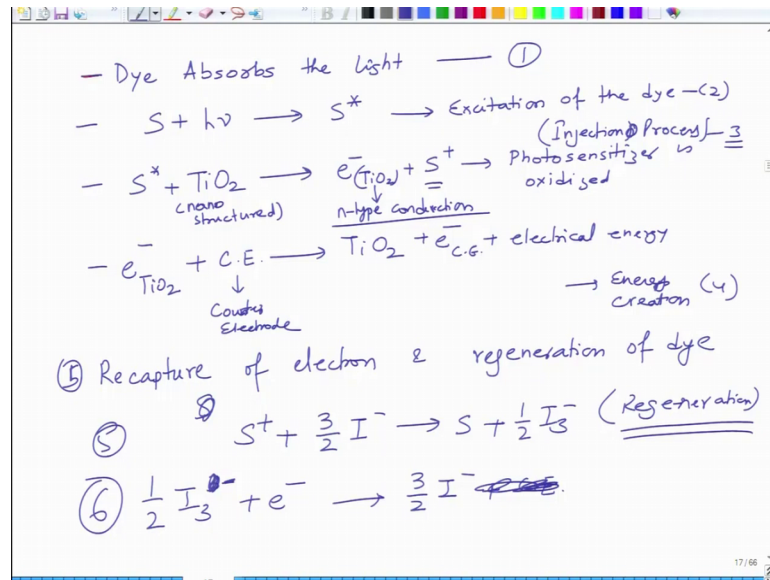 B I
- Dye Absorbs the light — ①
- S + hν → S* → Excitation of the dye -(2)
(Injection Process) - 3
- S* + TiO₂ → e⁻(TiO₂) + S⁺ → Photosensitizer is
(nano structured) n-type conduction oxidized
- e⁻TiO₂ + C.E. → TiO₂ + e⁻C.E. + electrical energy
↓ → Energy Creation (4)
Counter Electrode
⑤ Recapture of electron & regeneration of dye
⑤ S⁺ + 3/2 I⁻ → S + 1/2 I₃⁻ (Regeneration)
⑥ 1/2 I₃⁻ + e⁻ → 3/2 I⁻
17/66